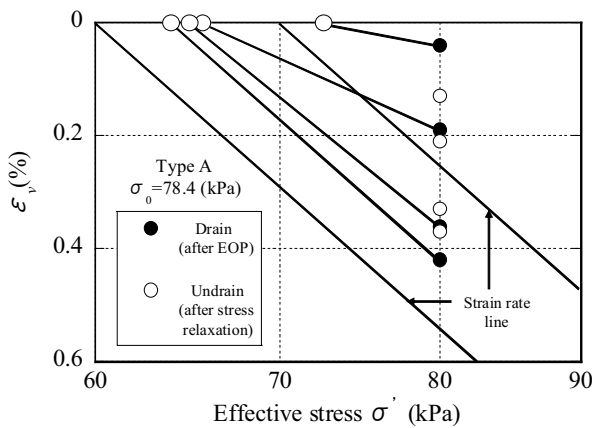 0
0.2
0.4
0.6
ε_v(%)
Type A
σ_0=78.4 (kPa)
Drain
(after EOP)
Undrain
(after stress
relaxation)
Strain rate
line
60
70
80
90
Effective stress σ' (kPa)